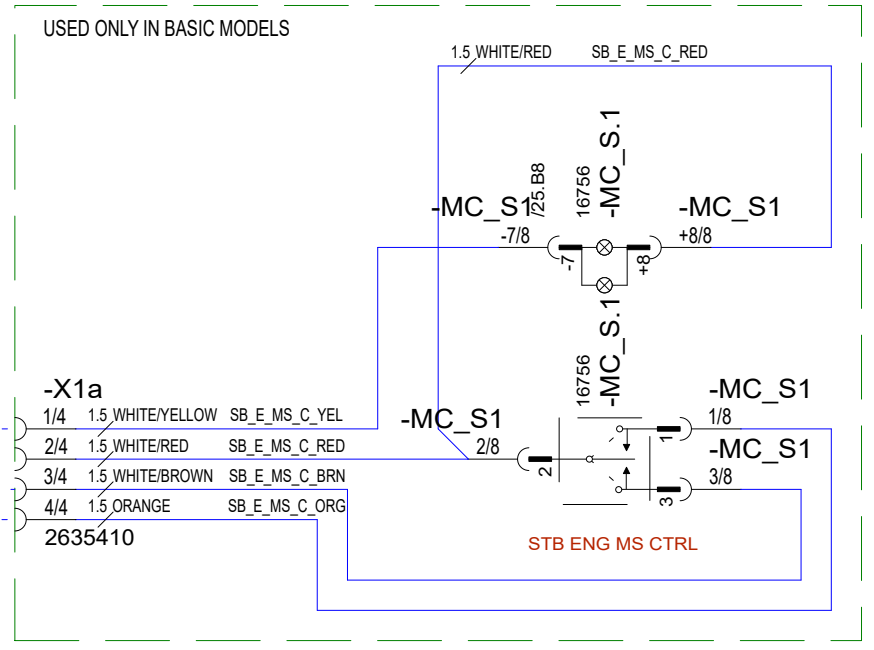 USED ONLY IN BASIC MODELS
1.5 WHITE/RED SB_E_MS_C_RED
-MC_S1
-7/8
/25.B8
16756
-MC_S.1
-MC_S1
+8/8
-7
+8
16756
-MC_S.1
-X1a
1/4 1.5 WHITE/YELLOW SB_E_MS_C_YEL
2/4 1.5 WHITE/RED SB_E_MS_C_RED
3/4 1.5 WHITE/BROWN SB_E_MS_C_BRN
4/4 1.5 ORANGE SB_E_MS_C_ORG
2635410
-MC_S1
2/8
2
-MC_S1
1/8
1
-MC_S1
3/8
3
STB ENG MS CTRL